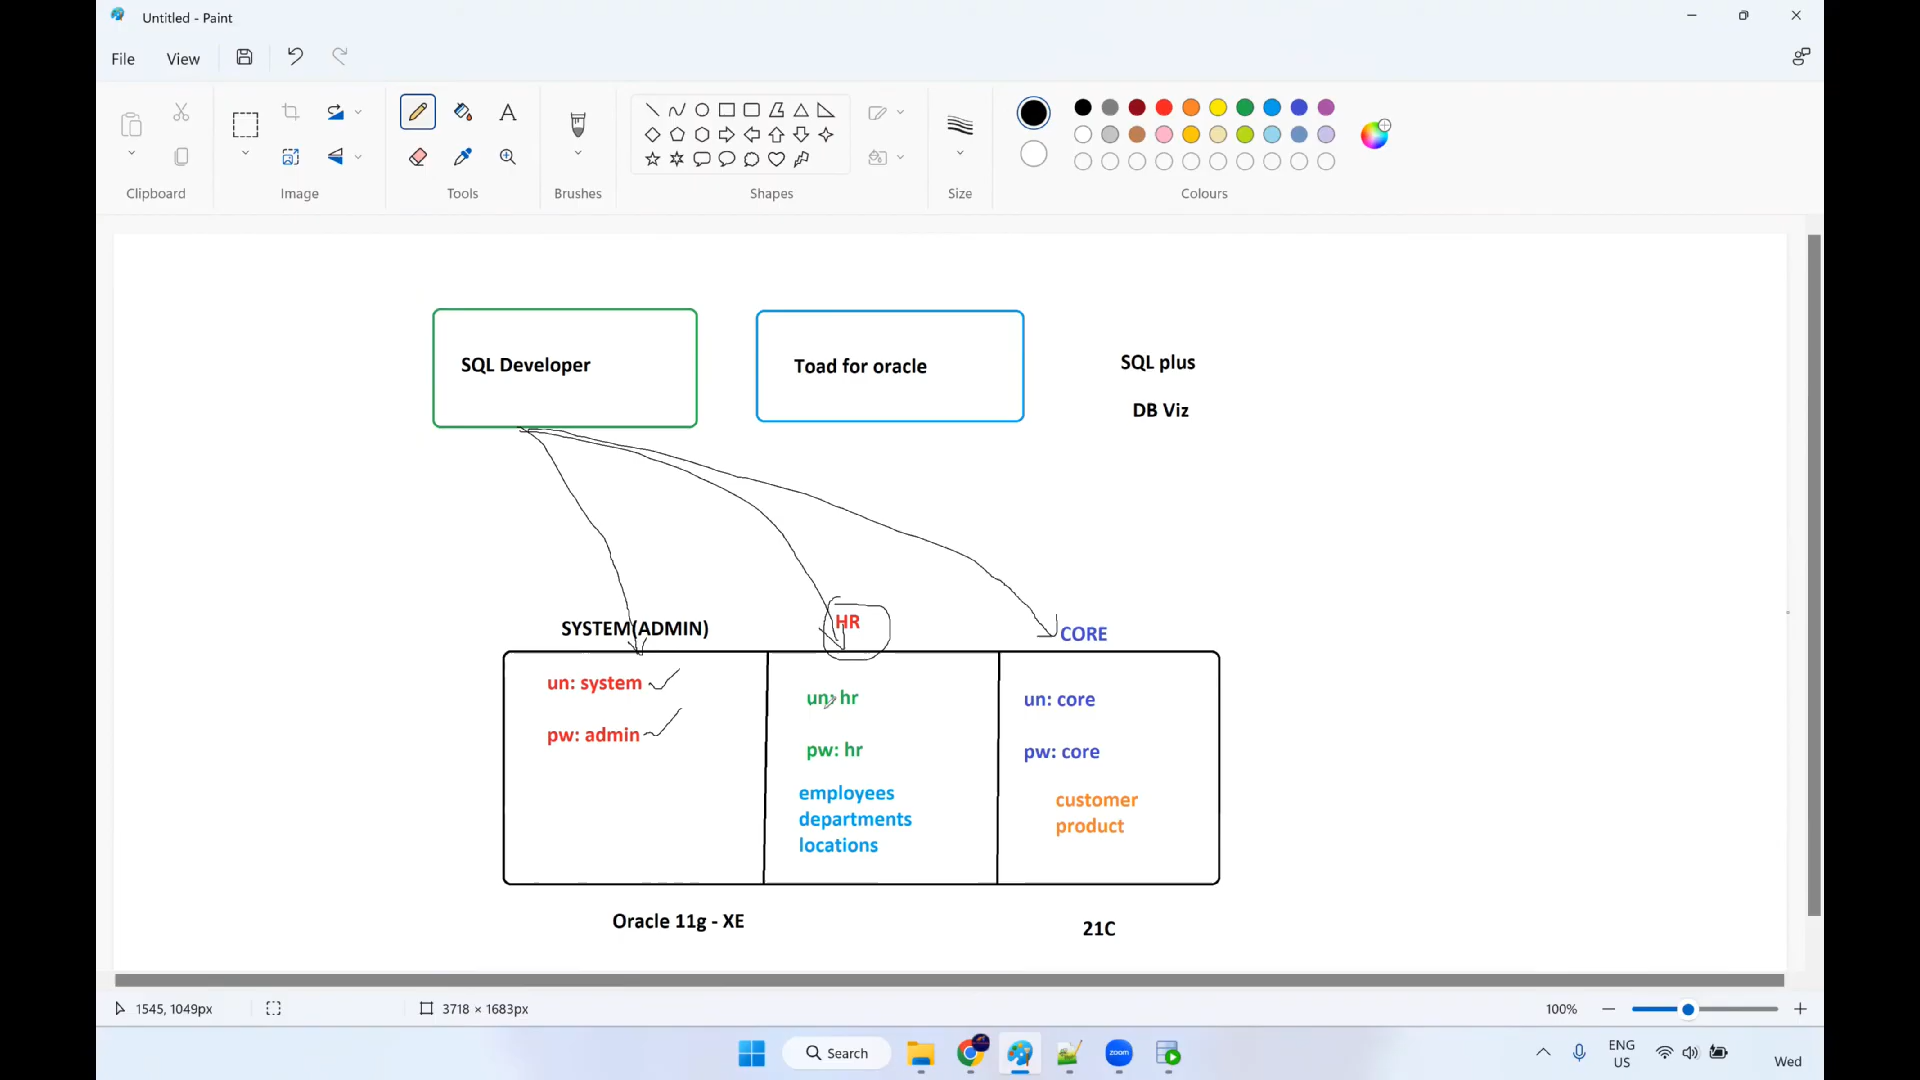 Untitled - Paint
File View
Clipboard
Image
Tools
Brushes
Shapes
Size
Colours
SQL Developer
Toad for oracle
SQL plus
DB Viz
SYSTEM(ADMIN)
HR
CORE
un: system
pw: admin
un: hr
pw: hr
employees
departments
locations
un: core
pw: core
customer
product
Oracle 11g - XE
21C
1545, 1049px
3718 × 1683px
100%
Search
zoom
ENG
US
Wed